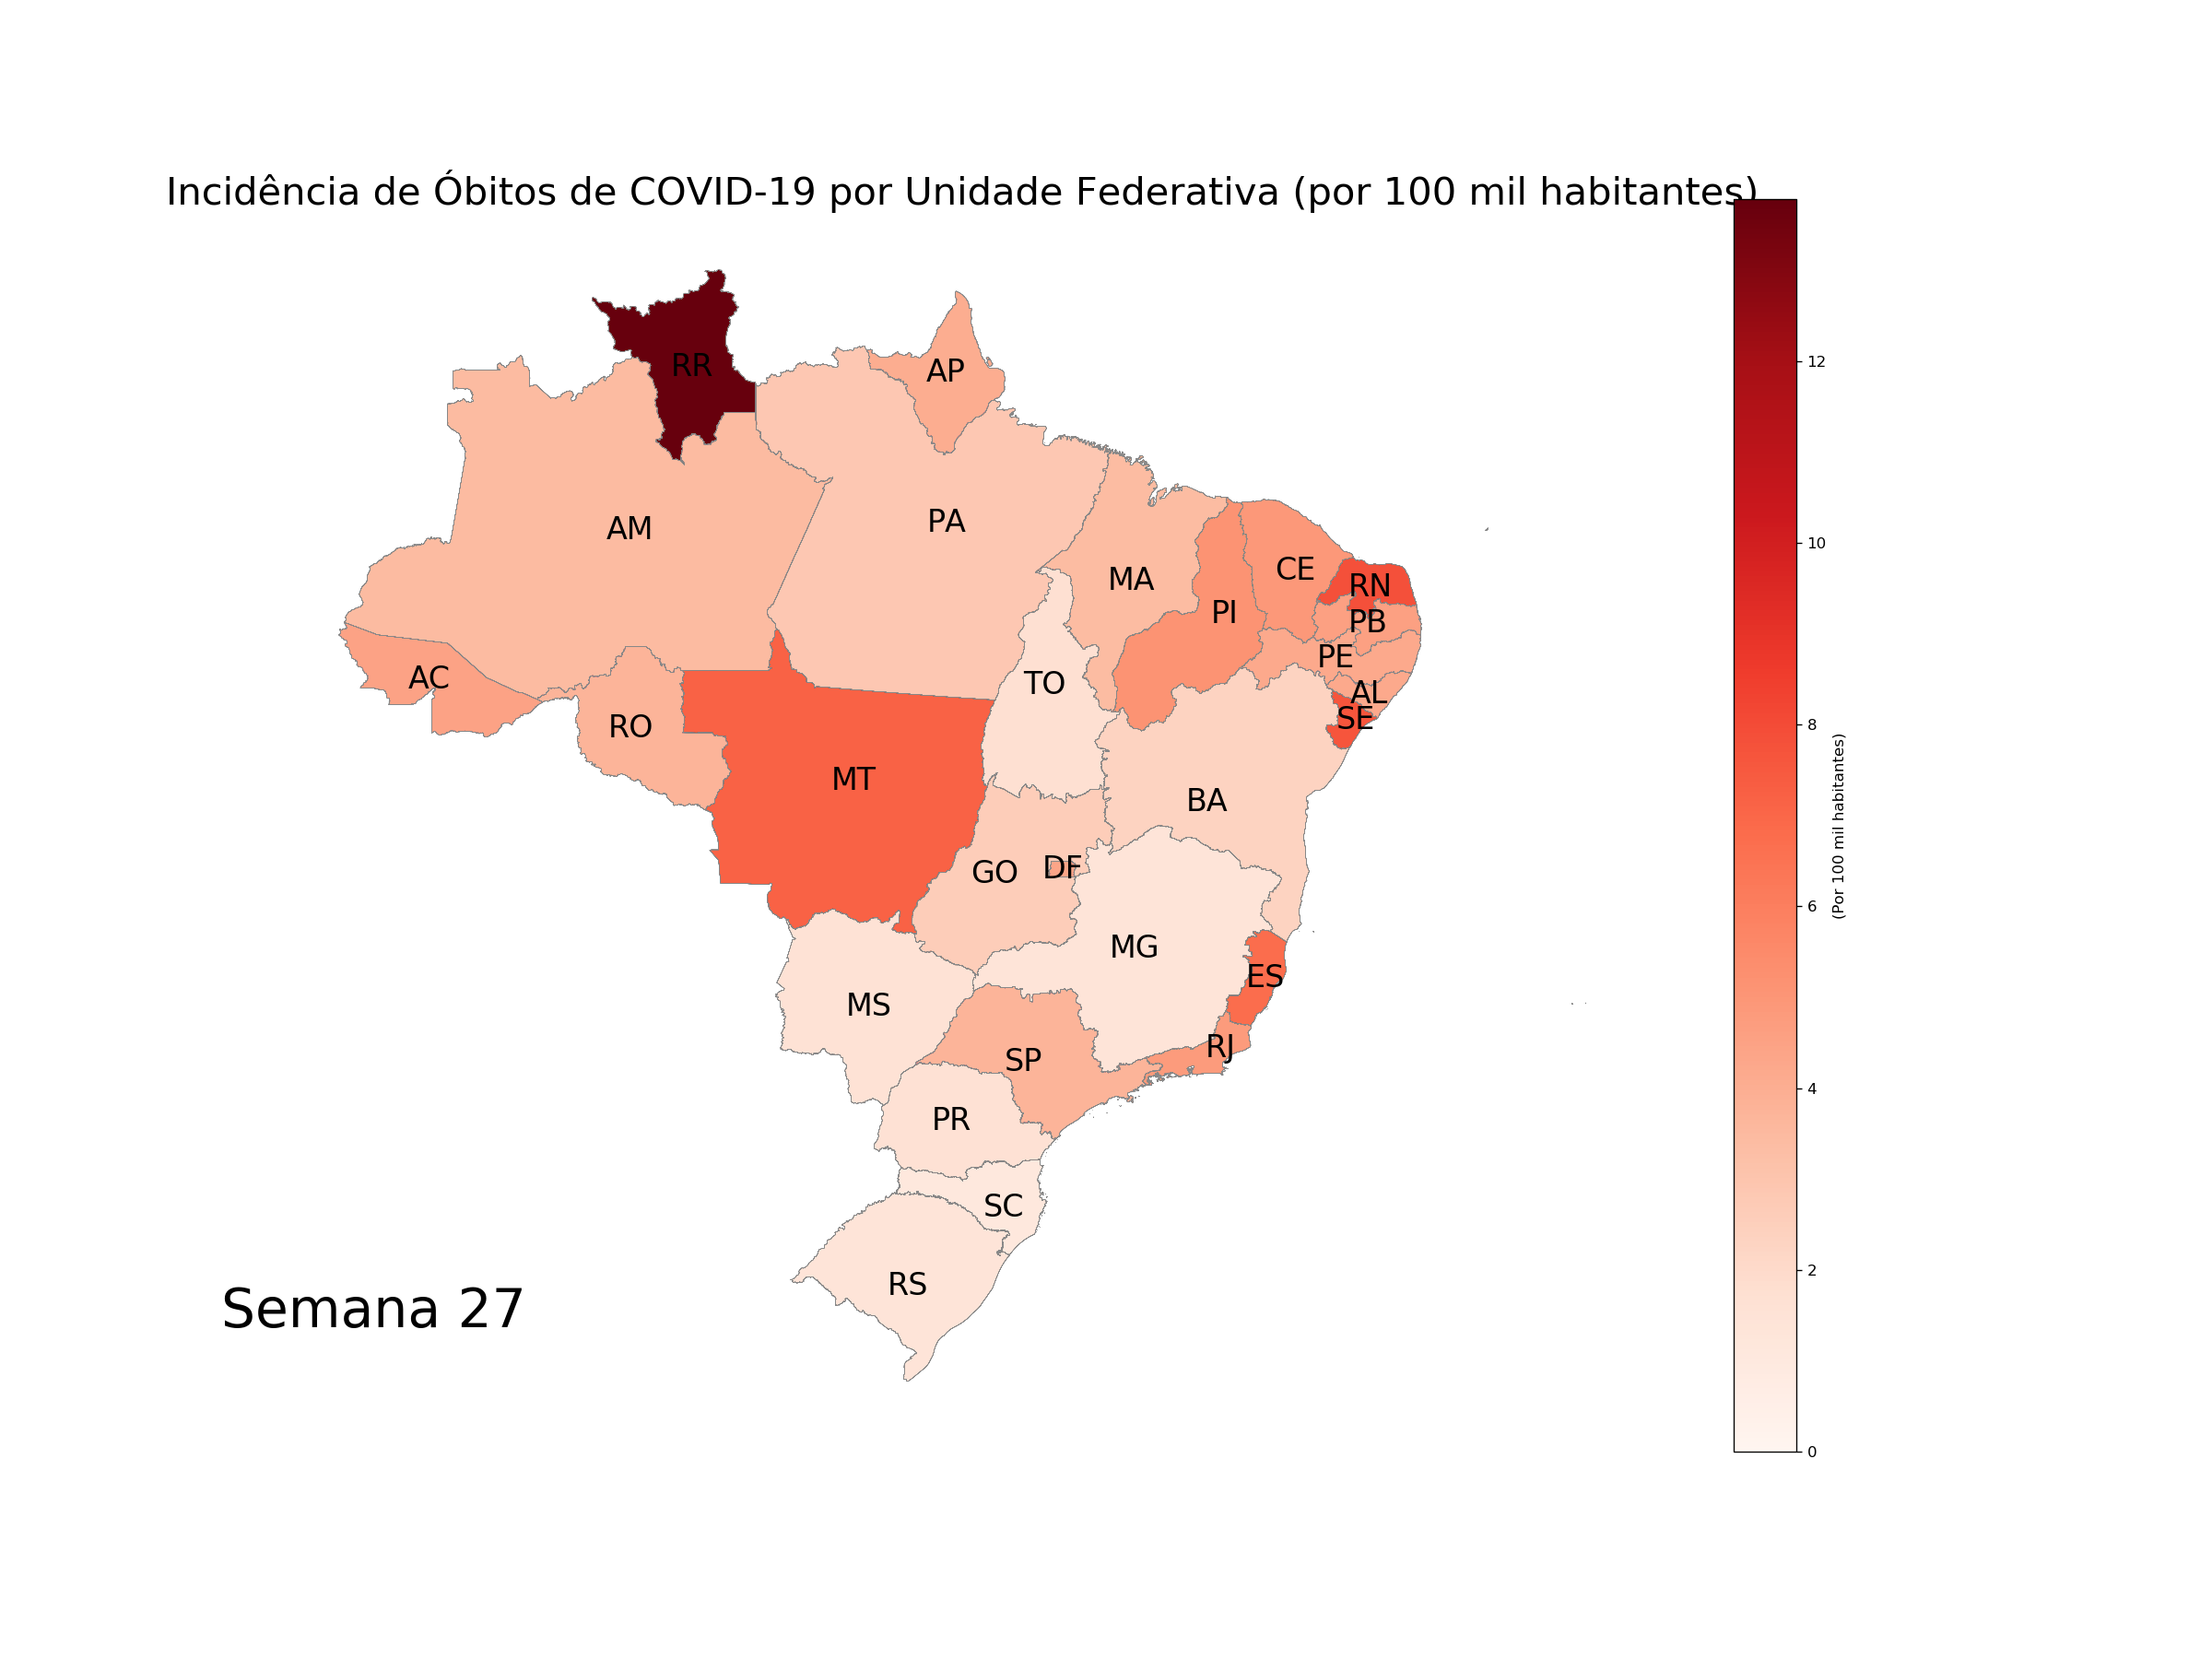 Incidência de Óbitos de COVID-19 por Unidade Federativa (por 100 mil habitantes)
RR
AP
12
AM
PA
10
MA
CE
RN
PI
PB
PE
AC
TO
AL
SE
RO
8
MT
BA
(Por 100 mil habitantes)
GO
DF
6
MG
ES
MS
RJ
SP
4
PR
SC
2
RS
Semana 27
0